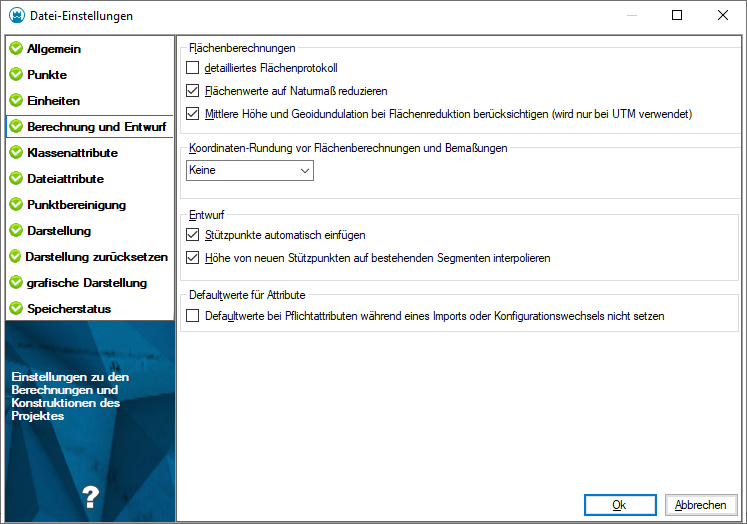 Datei-Einstellungen
Allgemein
Punkte
Einheiten
Berechnung und Entwurf
Klassenattribute
Dateiattribute
Punktbereinigung
Darstellung
Darstellung zurücksetzen
grafische Darstellung
Speicherstatus
Einstellungen zu den
Berechnungen und
Konstruktionen des
Projektes
?
Flächenberechnungen
detailliertes Flächenprotokoll
Flächenwerte auf Naturmaß reduzieren
Mittlere Höhe und Geoidundulation bei Flächenreduktion berücksichtigen (wird nur bei UTM verwendet)
Koordinaten-Rundung vor Flächenberechnungen und Bemaßungen
Keine
Entwurf
Stützpunkte automatisch einfügen
Höhe von neuen Stützpunkten auf bestehenden Segmenten interpolieren
Defaultwerte für Attribute
Defaultwerte bei Pflichtattributen während eines Imports oder Konfigurationswechsels nicht setzen
Ok
Abbrechen